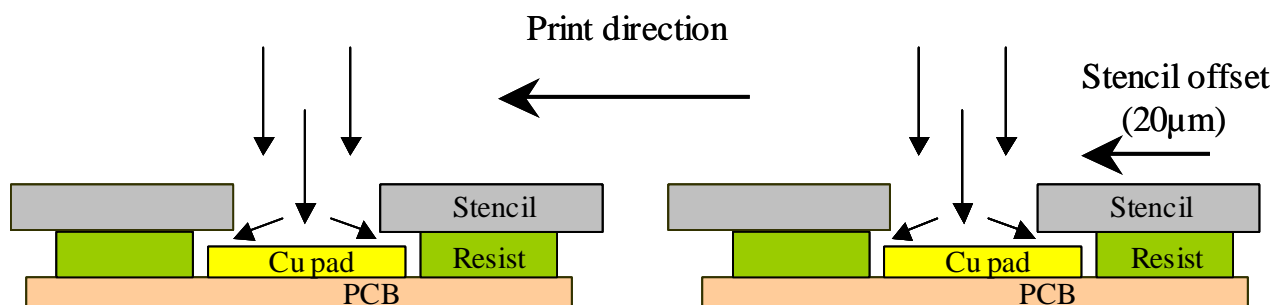 Print direction
Stencil offset
(20μm)
Stencil
Stencil
Cu pad
Resist
Cu pad
Resist
PCB
PCB